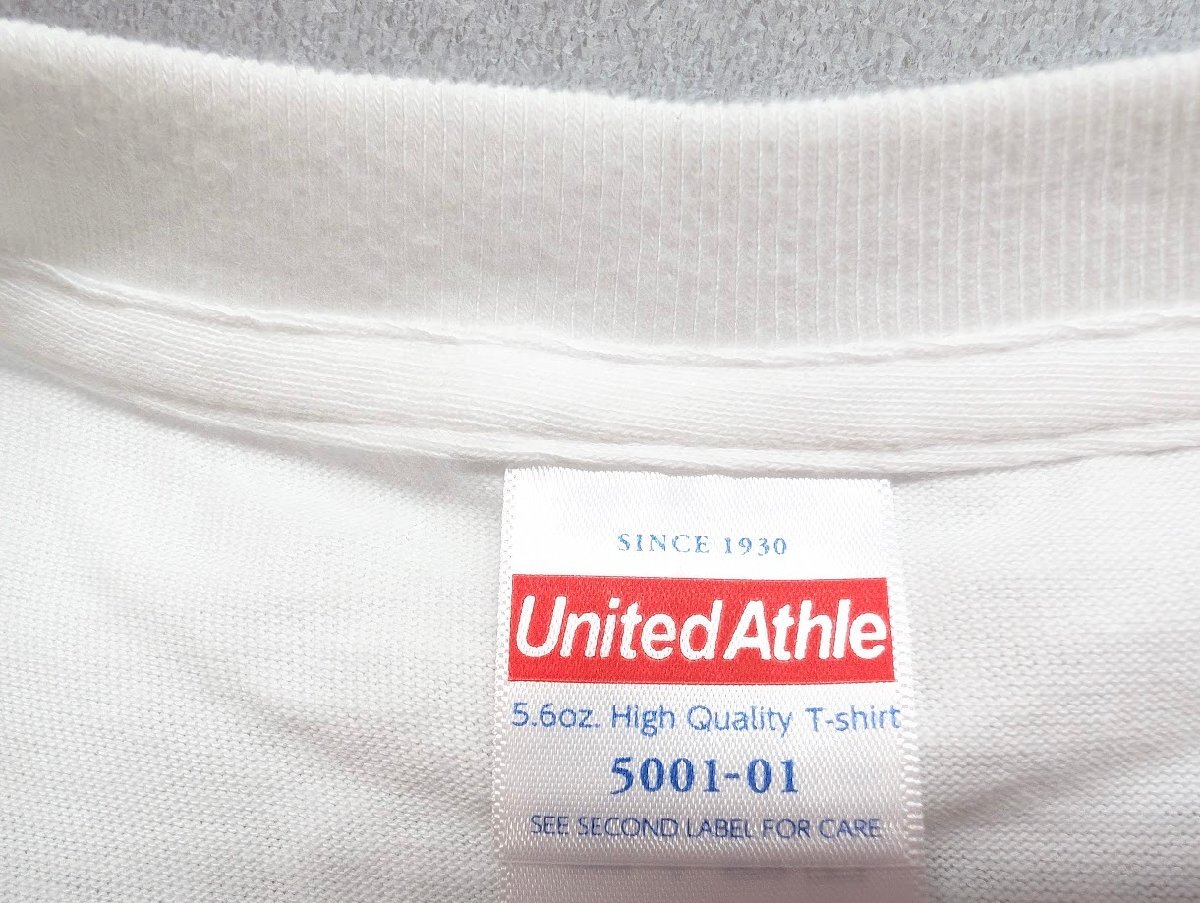 SINCE 1930
United Athle
5.6oz. High Quality T-shirt
5001-01
SEE SECOND LABEL FOR CARE